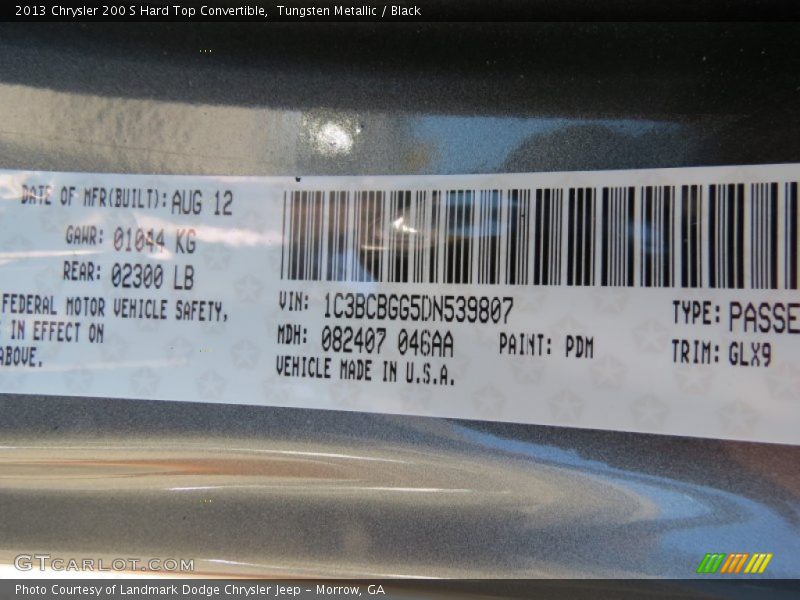 2013 Chrysler 200 S Hard Top Convertible,  Tungsten Metallic / Black
DATE OF MFR(BUILT): AUG 12
GAWR: 01044 KG
REAR: 02300 LB
FEDERAL MOTOR VEHICLE SAFETY,
IN EFFECT ON
ABOVE.
VIN: 1C3BCBGG5DN539807
MDH: 082407 046AA
PAINT: PDM
VEHICLE MADE IN U.S.A.
TYPE: PASSE
TRIM: GLX9
GTCARLOT.COM
Photo Courtesy of Landmark Dodge Chrysler Jeep - Morrow, GA